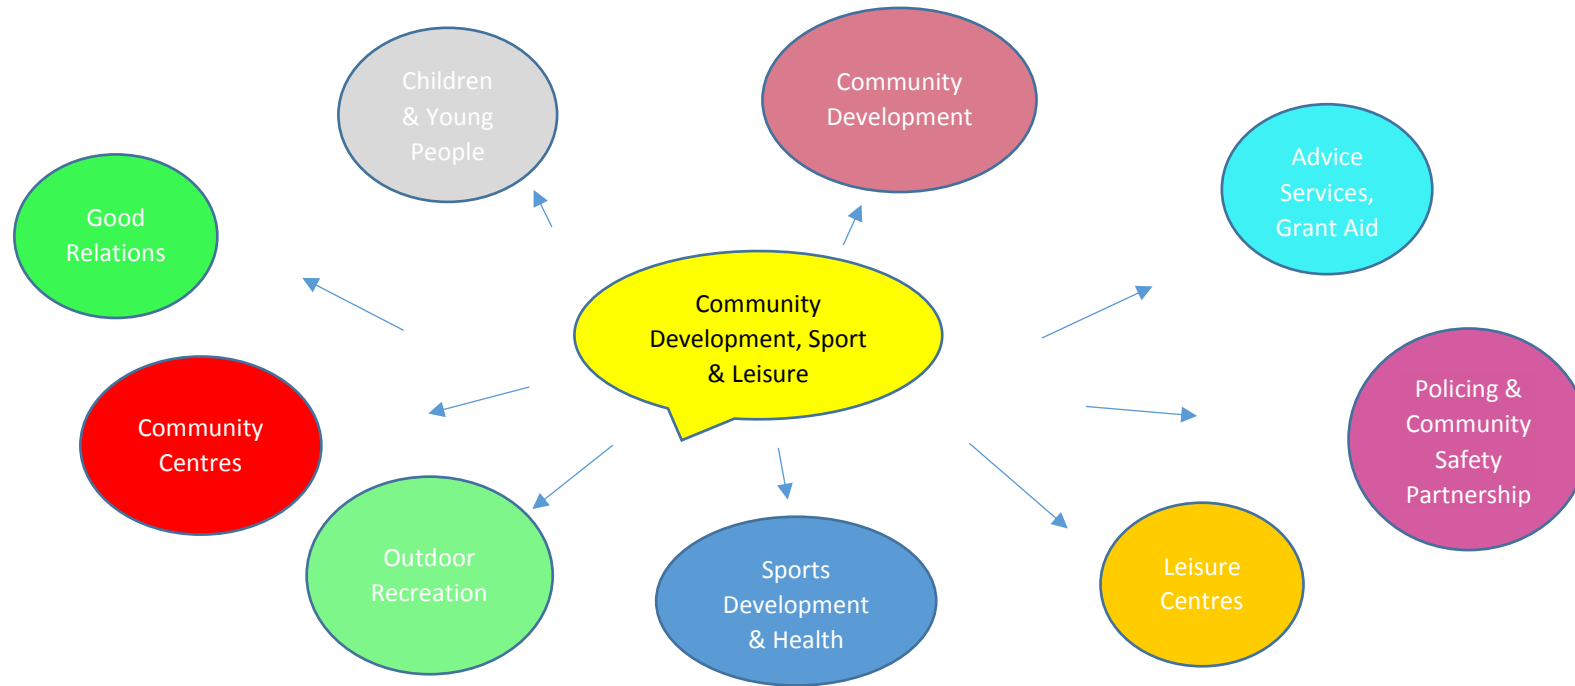 Children
& Young
People
Community
Development
Advice
Services,
Grant Aid
Good
Relations
Community
Development, Sport
& Leisure
Policing &
Community
Safety
Partnership
Community
Centres
Outdoor
Recreation
Sports
Development
& Health
Leisure
Centres